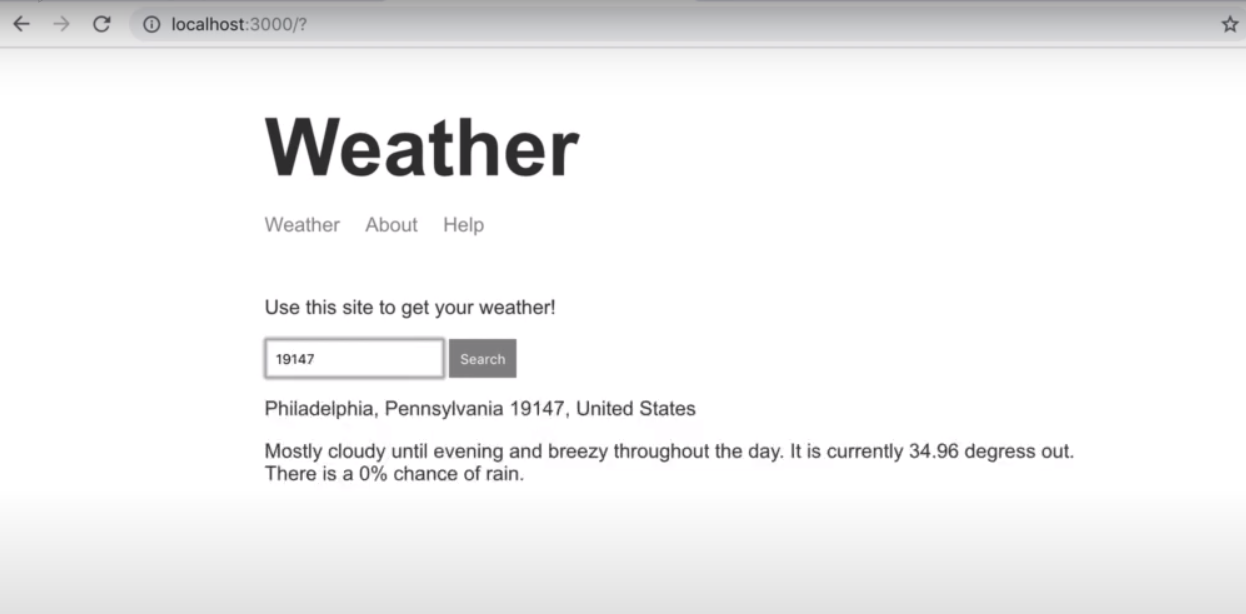 localhost:3000/?
Weather
Weather About Help
Use this site to get your weather!
19147 Search
Philadelphia, Pennsylvania 19147, United States
Mostly cloudy until evening and breezy throughout the day. It is currently 34.96 degress out.
There is a 0% chance of rain.